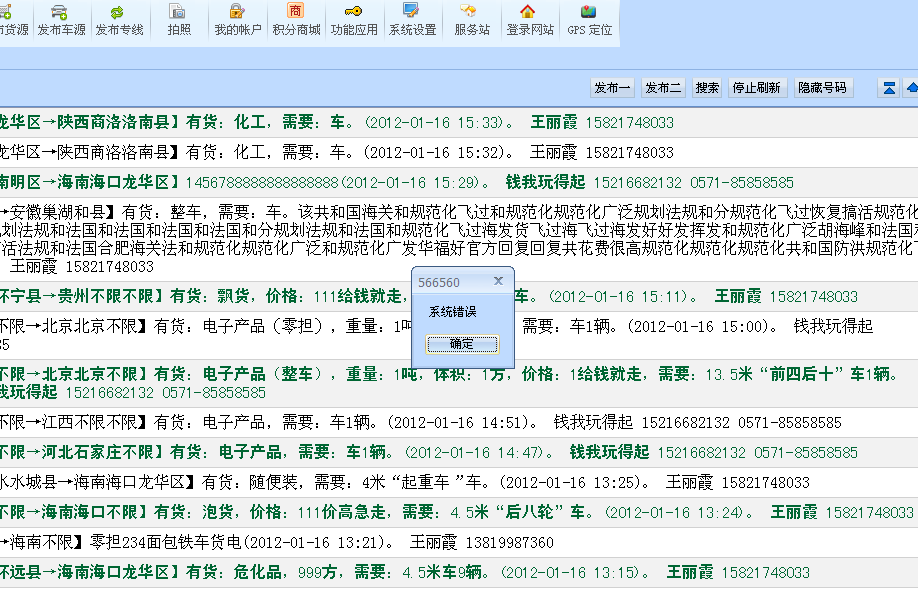 货源 发布车源 发布专线 拍照 我的帐户 积分商城 功能应用 系统设置 服务站 登录网站 GPS 定位
商
发布一 发布二 搜索 停止刷新 隐藏号码
龙华区→陕西商洛洛南县】有货：化工，需要：车。(2012-01-16 15:33)。 王丽霞 15821748033
龙华区→陕西商洛洛南县】有货：化工，需要：车。(2012-01-16 15:32)。 王丽霞 15821748033
南明区→海南海口龙华区】1456788888888888888(2012-01-16 15:29)。 钱我玩得起 15216682132 0571-85858585
→安徽巢湖和县】有货：整车，需要：车。该共和国海关和规范化飞过和规范化规范化广泛规划法规和分规范化飞过恢复搞活规范化
划法规和法国和法国和法国和法国和分规划法规和法国和规范化飞过海发货飞过海飞过海发好好发挥发和规范化广泛胡海峰和法国和
活法规和法国合肥海关法和规范化规范化广泛和规范化广发华福好官方回复回复共花费很高规范化规范化规范化共和国防洪规范化飞
王丽霞 15821748033
怀宁县→贵州不限不限】有货：飘货，价格：111给钱就走， 车。(2012-01-16 15:11)。 王丽霞 15821748033
566560
系统错误
确定
不限→北京北京不限】有货：电子产品（零担），重量：1吨 需要：车1辆。(2012-01-16 15:00)。 钱我玩得起
85
不限→北京北京不限】有货：电子产品（整车），重量：1吨，体积：1方，价格：1给钱就走，需要：13.5米“前四后十”车1辆。
我玩得起 15216682132 0571-85858585
不限→江西不限不限】有货：电子产品，需要：车1辆。(2012-01-16 14:51)。 钱我玩得起 15216682132 0571-85858585
不限→河北石家庄不限】有货：电子产品，需要：车1辆。(2012-01-16 14:47)。 钱我玩得起 15216682132 0571-85858585
水水城县→海南海口龙华区】有货：随便装，需要：4米“起重车”车。(2012-01-16 13:25)。 王丽霞 15821748033
不限→海南海口不限】有货：泡货，价格：111价高急走，需要：4.5米“后八轮”车。(2012-01-16 13:24)。 王丽霞 15821748033
→海南不限】零担234面包铁车货电(2012-01-16 13:21)。 王丽霞 13819987360
怀远县→海南海口龙华区】有货：危化品，999方，需要：4.5米车9辆。(2012-01-16 13:15)。 王丽霞 15821748033